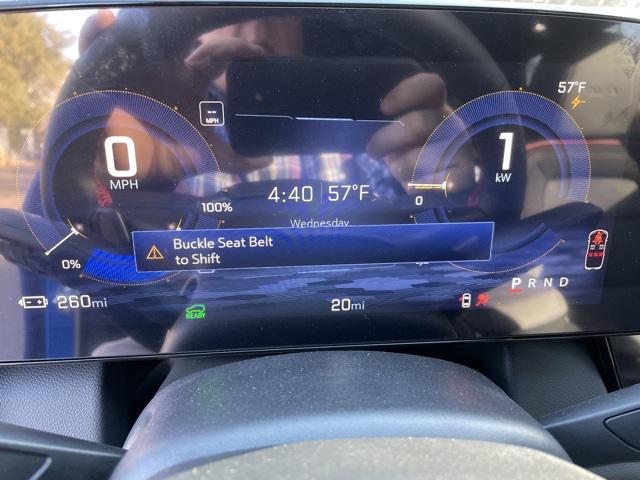 57°F
--
MPH
0
MPH
1
kW
100%
4:40 57°F
0
Wednesday
Buckle Seat Belt
to Shift
0%
P R N D
260mi
READY
20mi